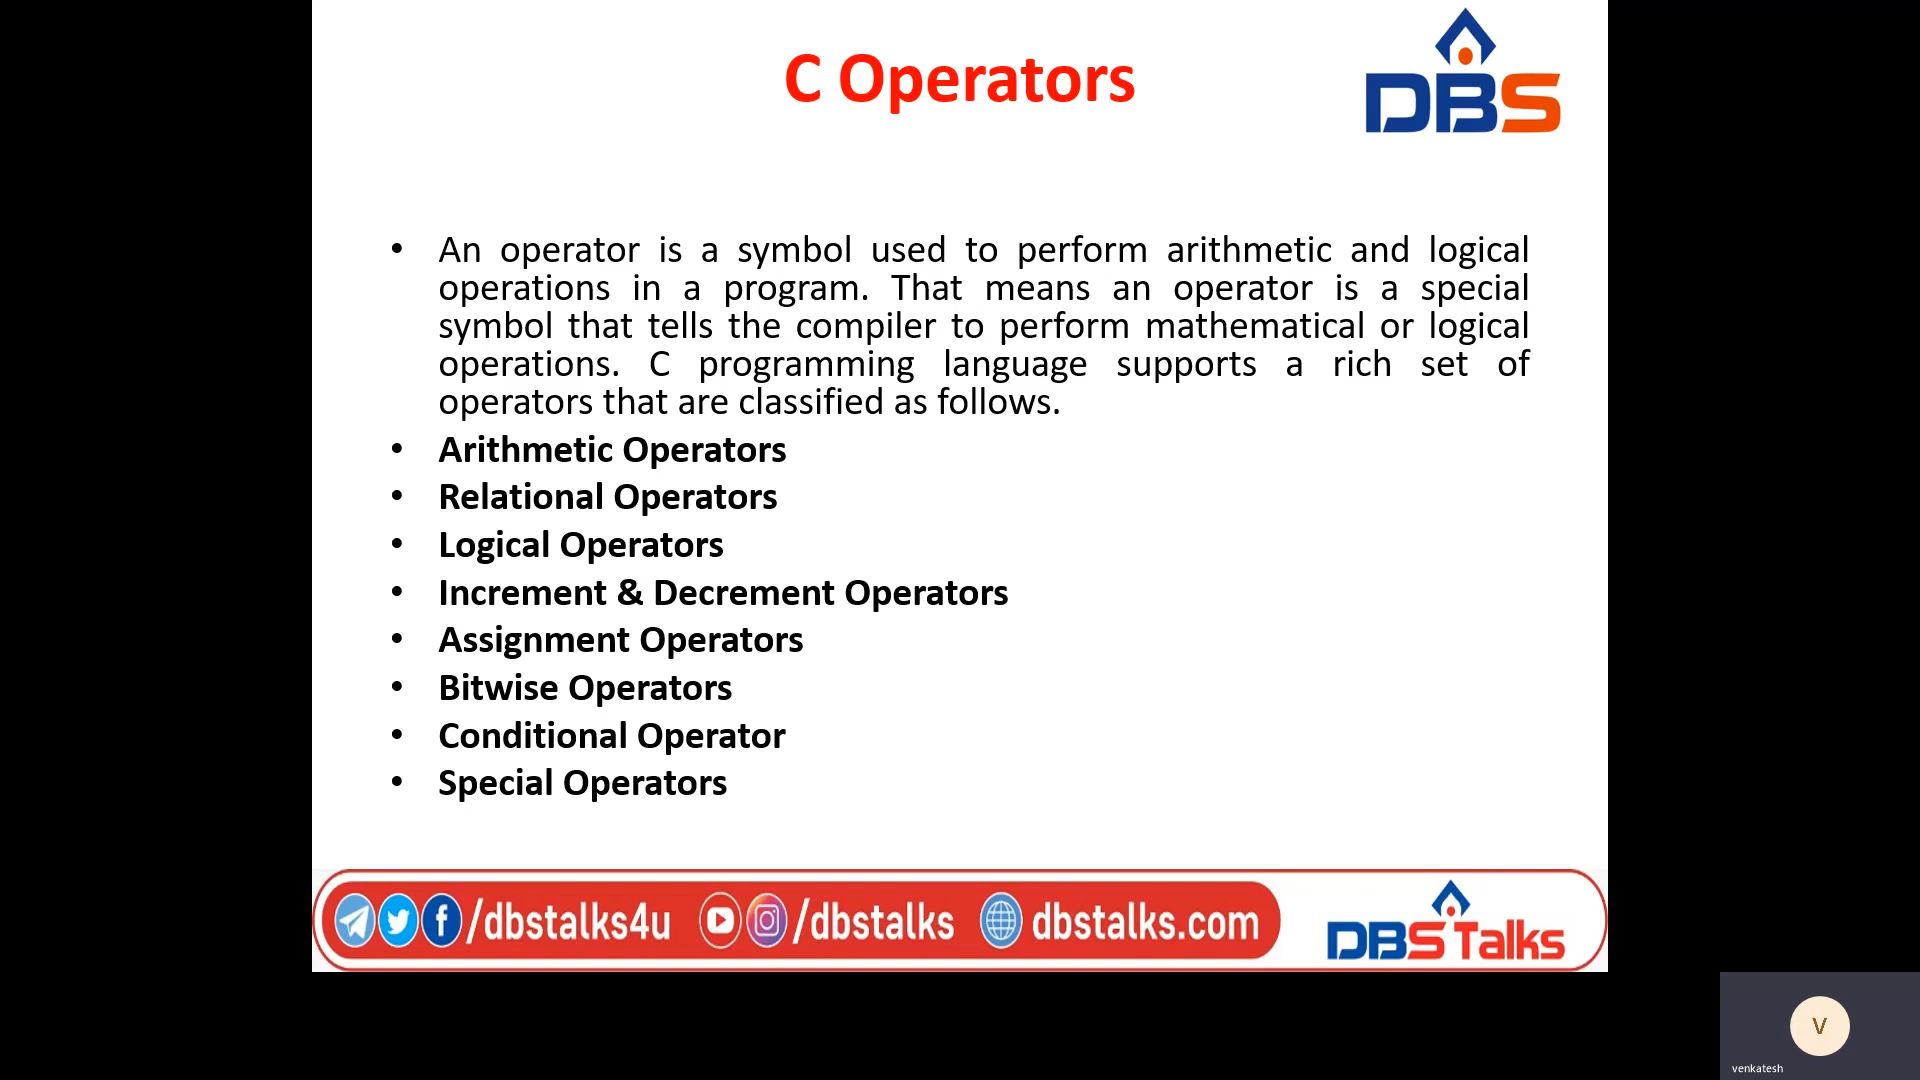 C Operators
DBS
• An operator is a symbol used to perform arithmetic and logical
operations in a program. That means an operator is a special
symbol that tells the compiler to perform mathematical or logical
operations. C programming language supports a rich set of
operators that are classified as follows.
• Arithmetic Operators
• Relational Operators
• Logical Operators
• Increment & Decrement Operators
• Assignment Operators
• Bitwise Operators
• Conditional Operator
• Special Operators
/dbstalks4u /dbstalks dbstalks.com DBS Talks
V
venkatesh